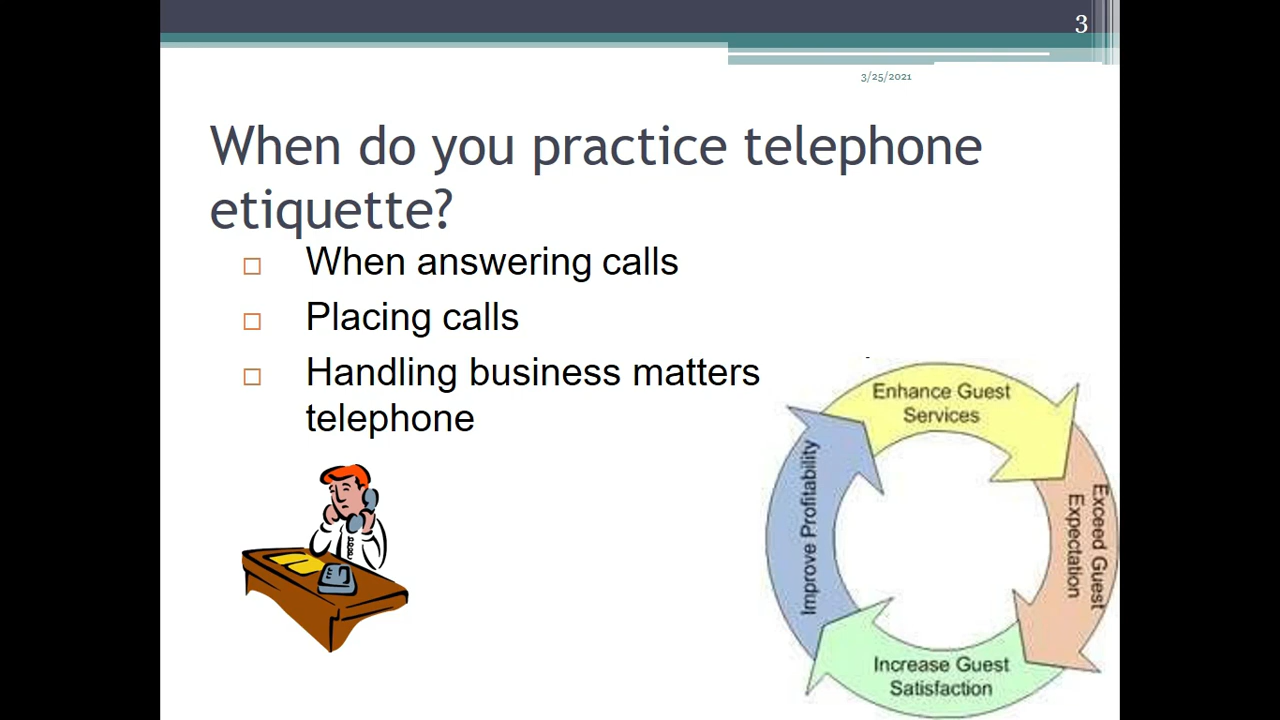 3
3/25/2021
When do you practice telephone
etiquette?
When answering calls
Placing calls
Handling business matters
telephone
Enhance Guest
Services
Exceed Guest
Expectation
Increase Guest
Satisfaction
Improve Profitability